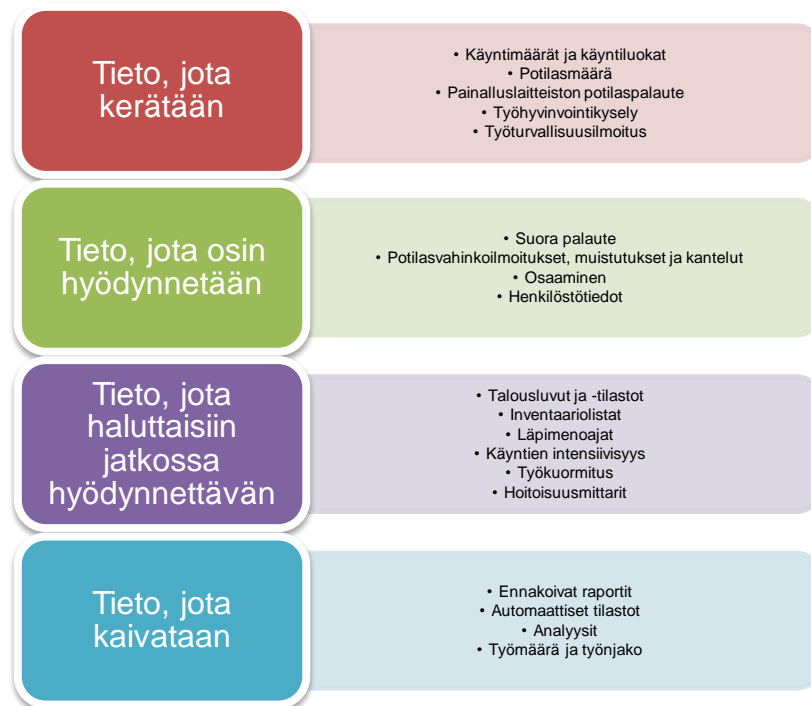 Tieto, jota
kerätään
• Käyntimäärät ja käyntiluokat
• Potilasmäärä
• Painalluslaitteiston potilaspalaute
• Työhyvinvointikysely
• Työturvallisuusilmoitus
Tieto, jota osin
hyödynnetään
• Suora palaute
• Potilasvahinkoilmoitukset, muistutukset ja kantelut
• Osaaminen
• Henkilöstötiedot
Tieto, jota
haluttaisiin
jatkossa
hyödynnettävän
• Talousluvut ja -tilastot
• Inventaariolistat
• Läpimenoajat
• Käyntien intensiivisyys
• Työkuormitus
• Hoitoisuusmittarit
Tieto, jota
kaivataan
• Ennakoivat raportit
• Automaattiset tilastot
• Analyysit
• Työmäärä ja työnjako